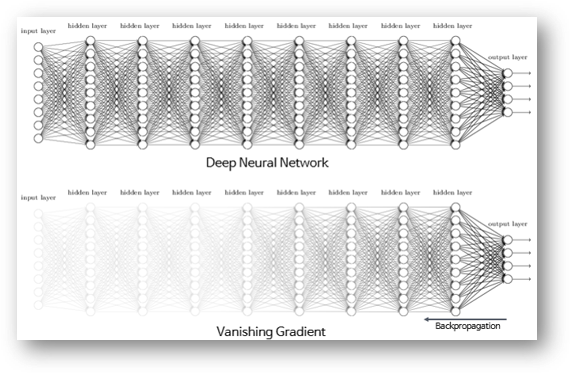 input layer
hidden layer hidden layer hidden layer hidden layer hidden layer hidden layer hidden layer hidden layer
output layer
Deep Neural Network
hidden layer hidden layer hidden layer hidden layer hidden layer hidden layer hidden layer hidden layer
input layer
output layer
Backpropagation
Vanishing Gradient